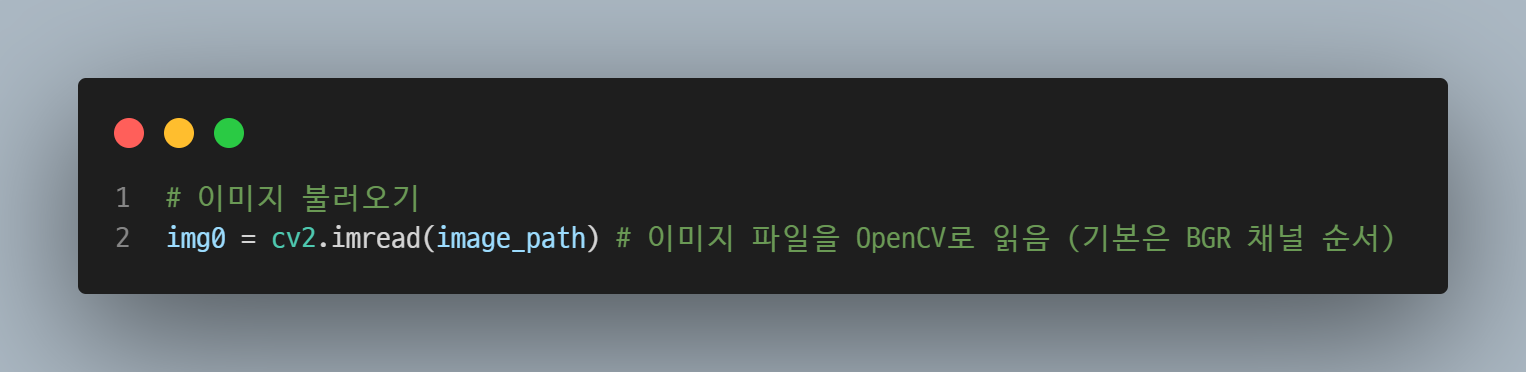 1 # 이미지 불러오기
2 img0 = cv2.imread(image_path) # 이미지 파일을 OpenCV로 읽음 (기본은 BGR 채널 순서)